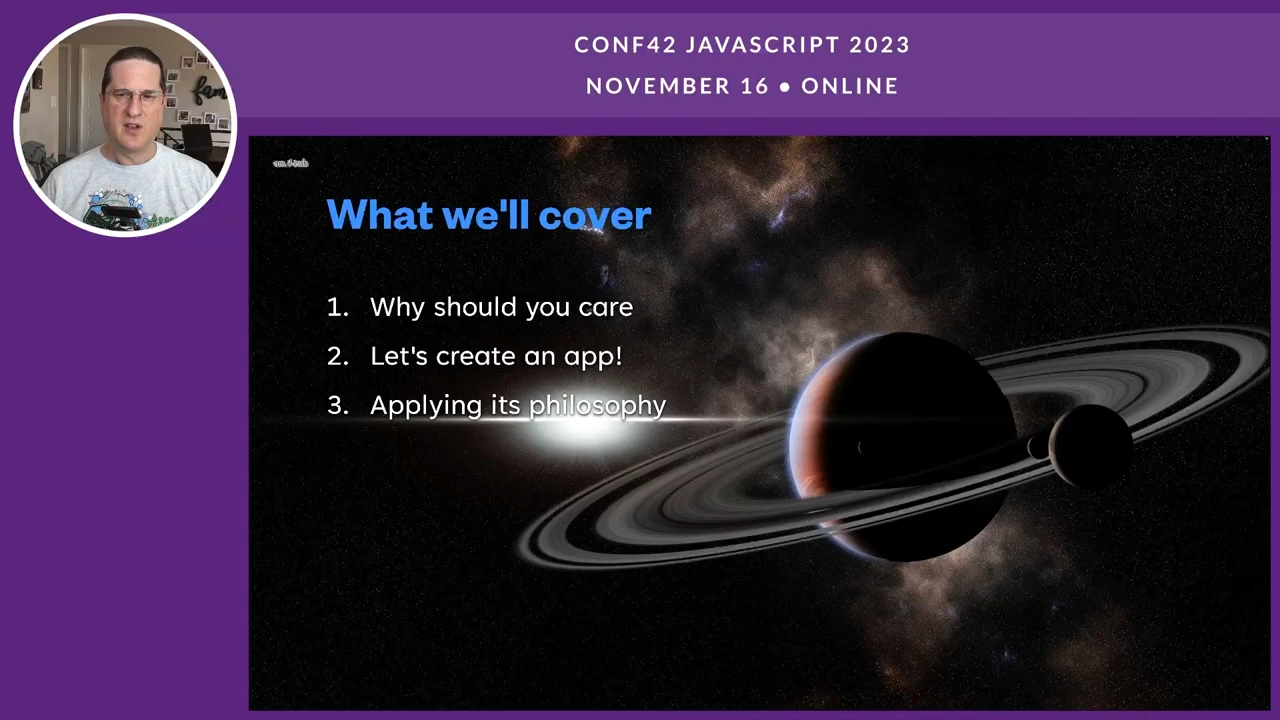 CONF42 JAVASCRIPT 2023
NOVEMBER 16 ● ONLINE
What we'll cover
1. Why should you care
2. Let's create an app!
3. Applying its philosophy